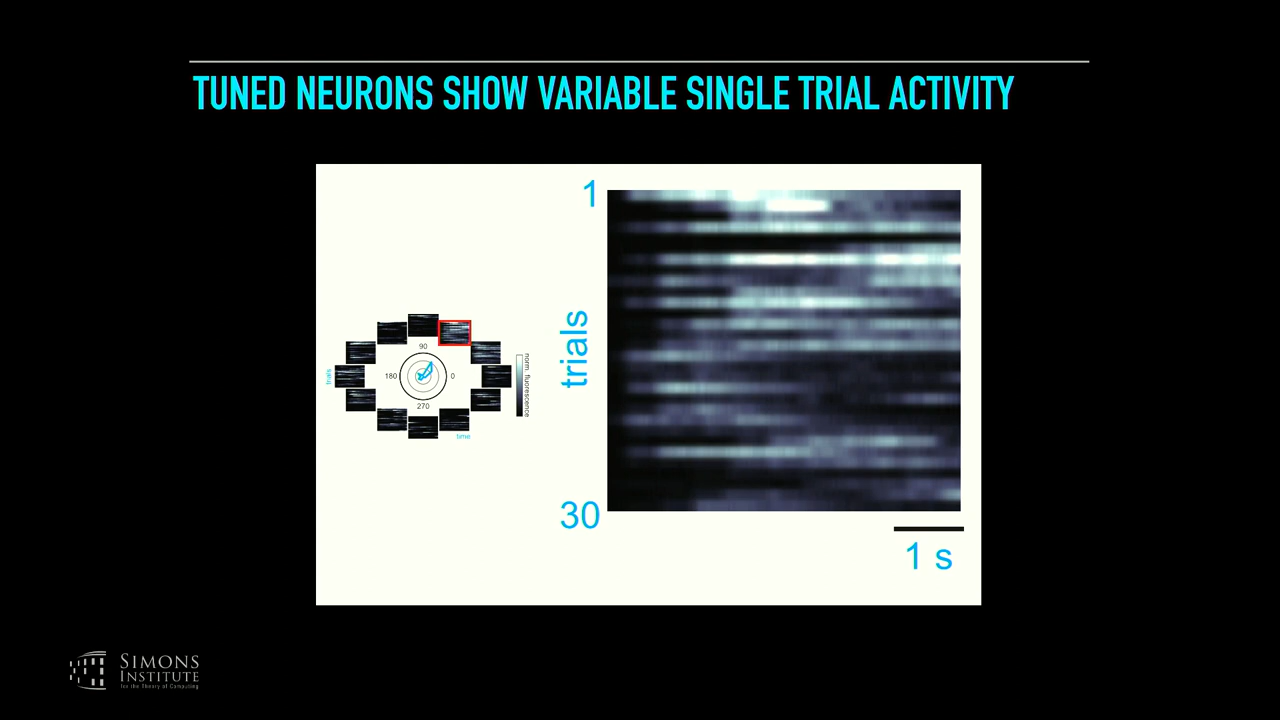 TUNED NEURONS SHOW VARIABLE SINGLE TRIAL ACTIVITY
1
trials
30
1 s
90
180
0
270
trials
norm. fluorescence
time
SIMONS
INSTITUTE
for the Theory of Computing